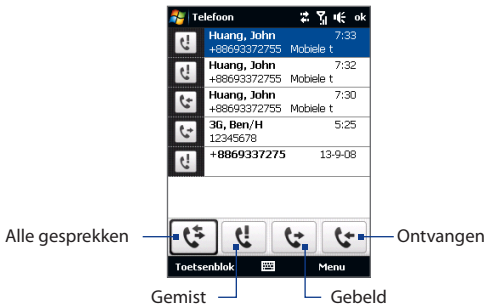 Telefoon ok
Huang, John 7:33
+88693372755 Mobiele t
Huang, John 7:32
+88693372755 Mobiele t
Huang, John 7:30
+88693372755 Mobiele t
3G, Ben/H 5:25
12345678
+8869337275 13-9-08
Alle gesprekken
Ontvangen
Toetsenblok Menu
Gemist Gebeld